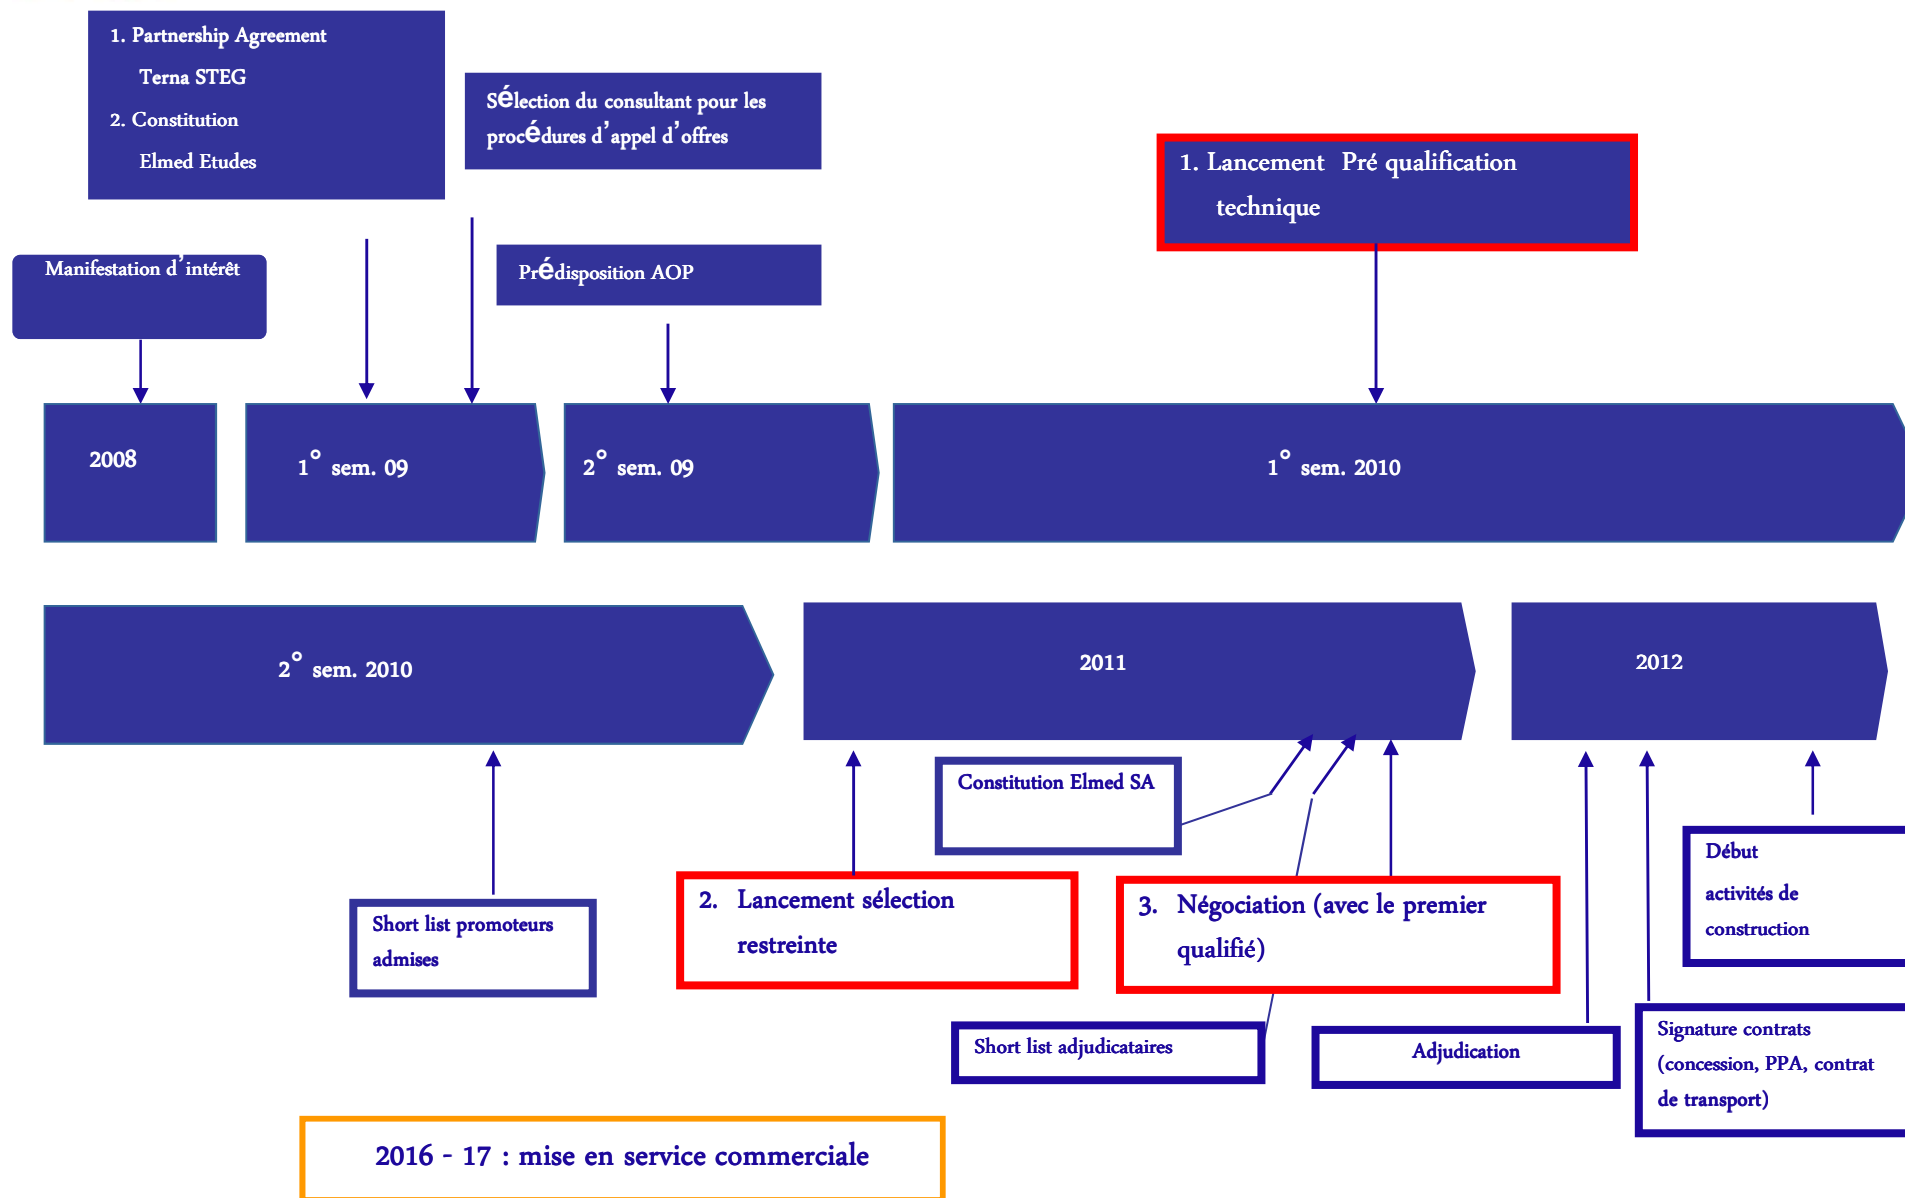 1. Partnership Agreement
Terna STEG
2. Constitution
Elmed Etudes
Sélection du consultant pour les
procédures d’appel d’offres
1. Lancement Pré qualification
technique
Manifestation d’intérêt
Prédisposition AOP
2008
1° sem. 09
2° sem. 09
1° sem. 2010
2° sem. 2010
2011
2012
Constitution Elmed SA
Début
activités de
construction
Short list promoteurs
admises
2. Lancement sélection
restreinte
3. Négociation (avec le premier
qualifié)
Short list adjudicataires
Adjudication
Signature contrats
(concession, PPA, contrat
de transport)
2016 - 17 : mise en service commerciale